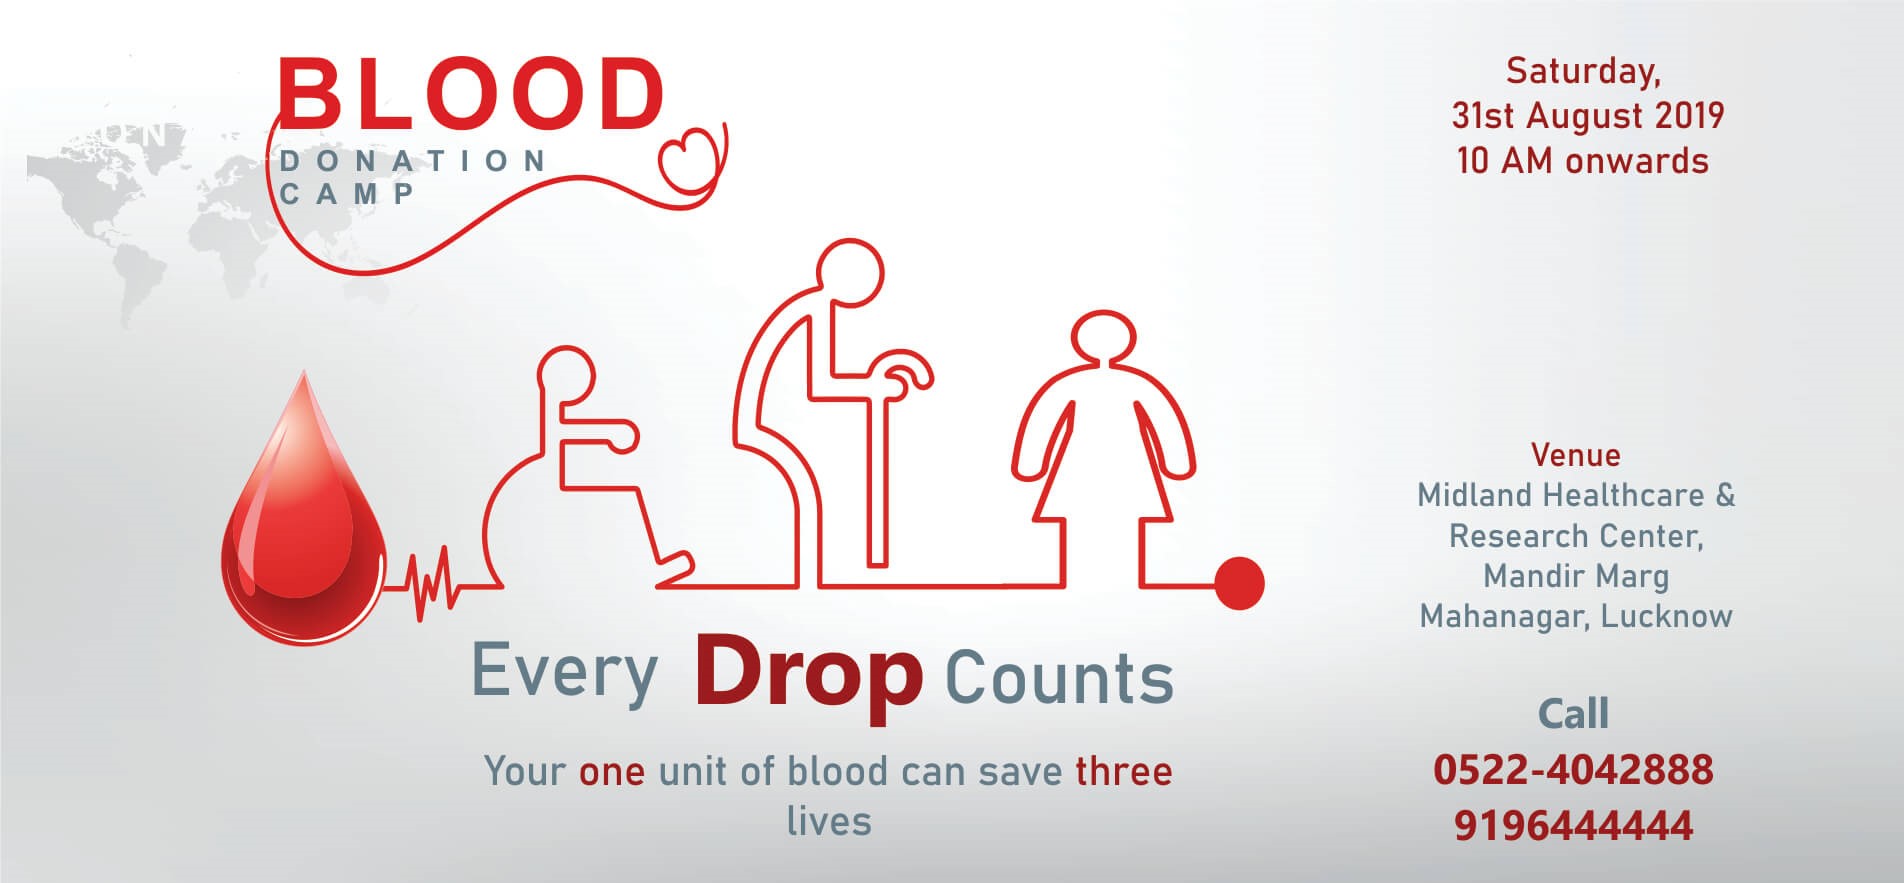 BLOOD
DONATION
CAMP
Saturday,
31st August 2019
10 AM onwards
Every Drop Counts
Your one unit of blood can save three
lives
Venue
Midland Healthcare &
Research Center,
Mandir Marg
Mahanagar, Lucknow
Call
0522-4042888
9196444444